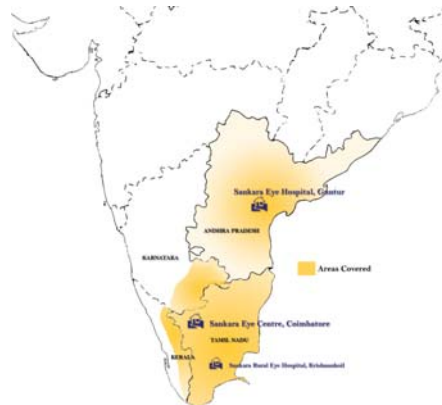 Sankara Eye Hospital, Guntur
ANDHRA PRADESH
KARNATAKA
Areas Covered
Sankara Eye Centre, Coimbatore
TAMIL NADU
KERALA
Sankara Rural Eye Hospital, Krishnankoil